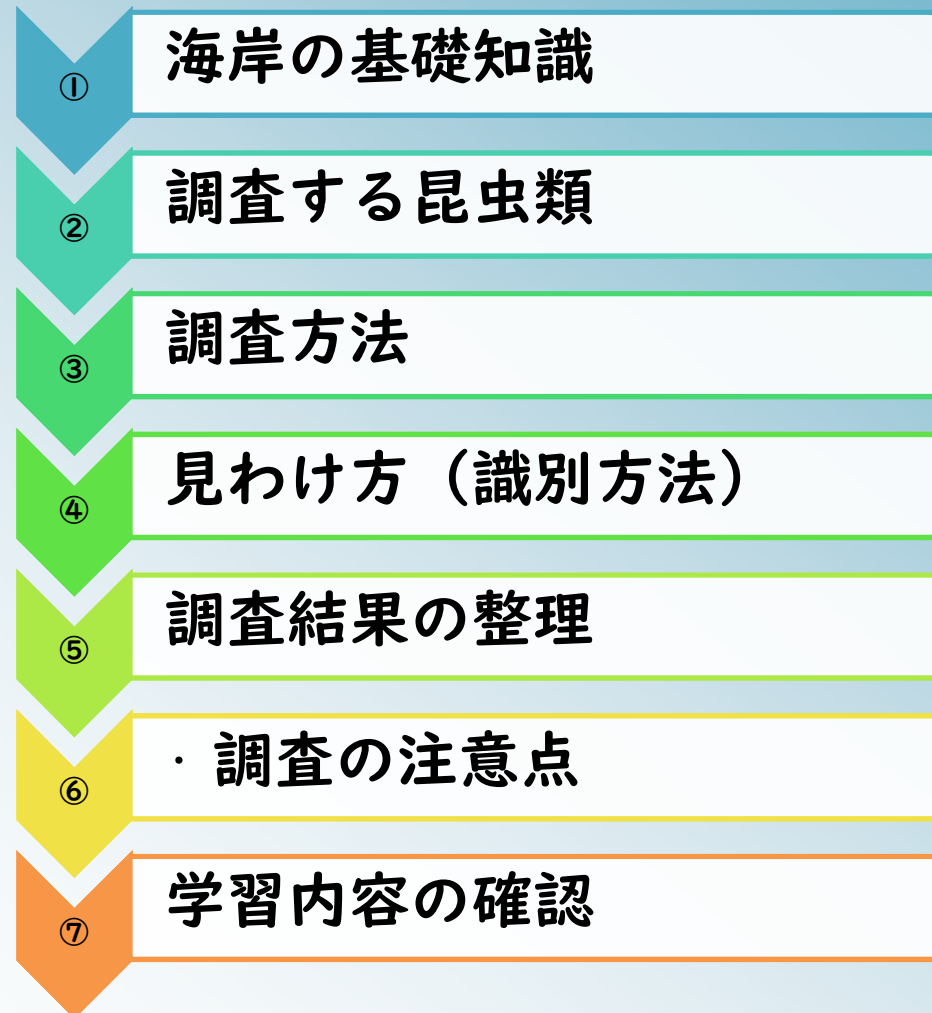 ① 海岸の基礎知識
② 調査する昆虫類
③ 調査方法
④ 見わけ方（識別方法）
⑤ 調査結果の整理
⑥ ・調査の注意点
⑦ 学習内容の確認